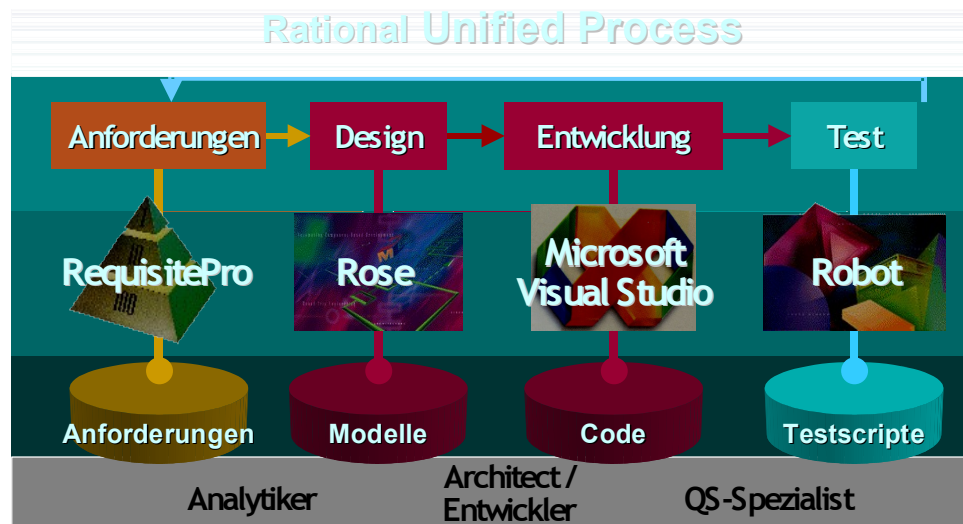 Rational Unified Process
Anforderungen
Design
Entwicklung
Test
RequisitePro
Rose
Microsoft
Visual Studio
Robot
Anforderungen
Modelle
Code
Testscripte
Analytiker
Architect /
Entwickler
QS-Spezialist